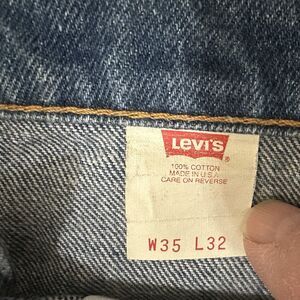 LEVI'S
®
100% COTTON
MADE IN U.S.A.
CARE ON REVERSE
W35 L32